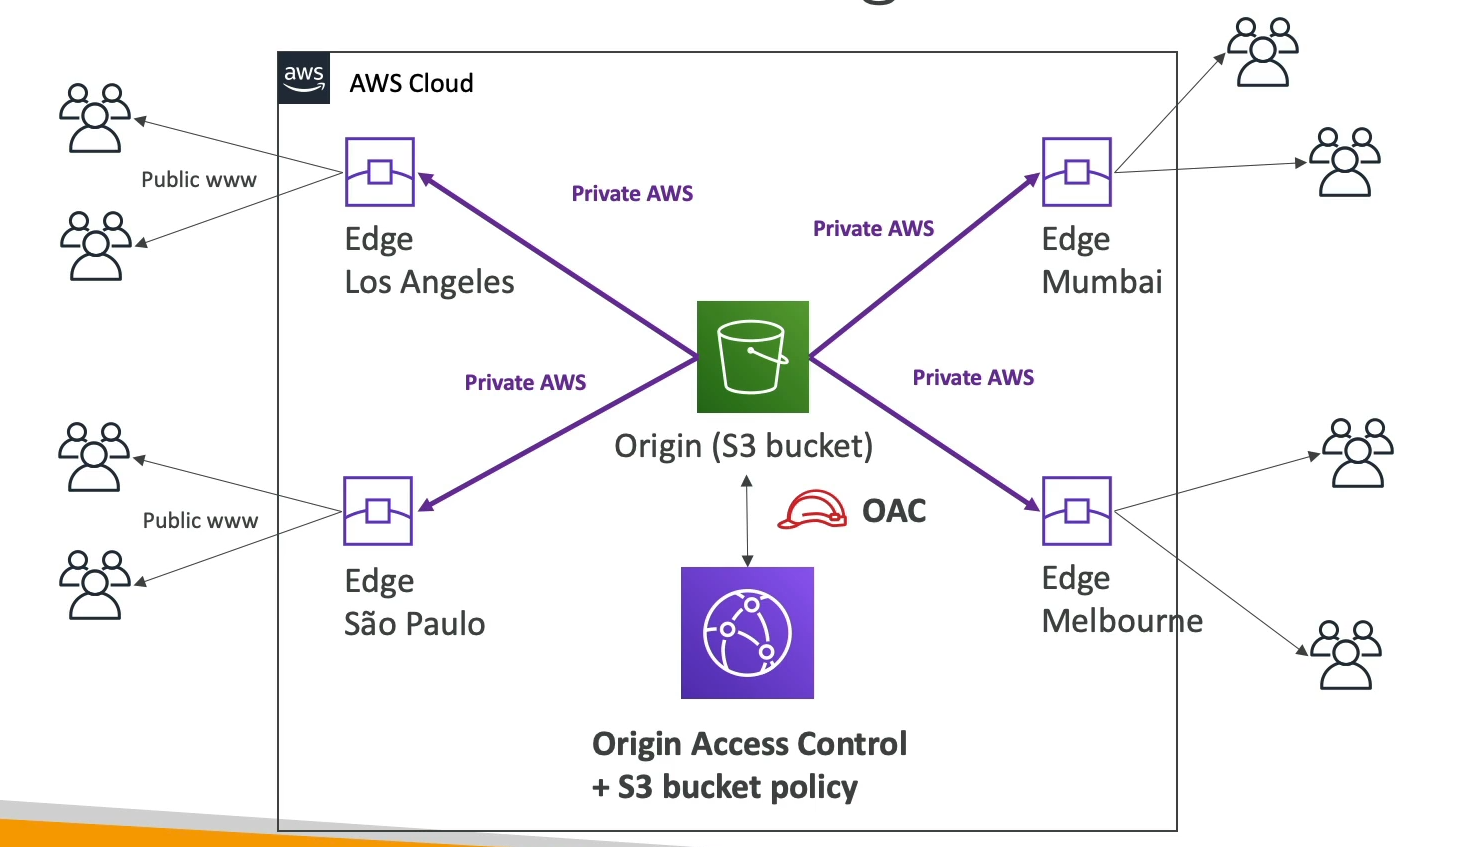 aws
AWS Cloud
Public www
Private AWS
Private AWS
Edge
Los Angeles
Edge
Mumbai
Private AWS
Private AWS
Origin (S3 bucket)
OAC
Public www
Edge
São Paulo
Edge
Melbourne
Origin Access Control
+ S3 bucket policy